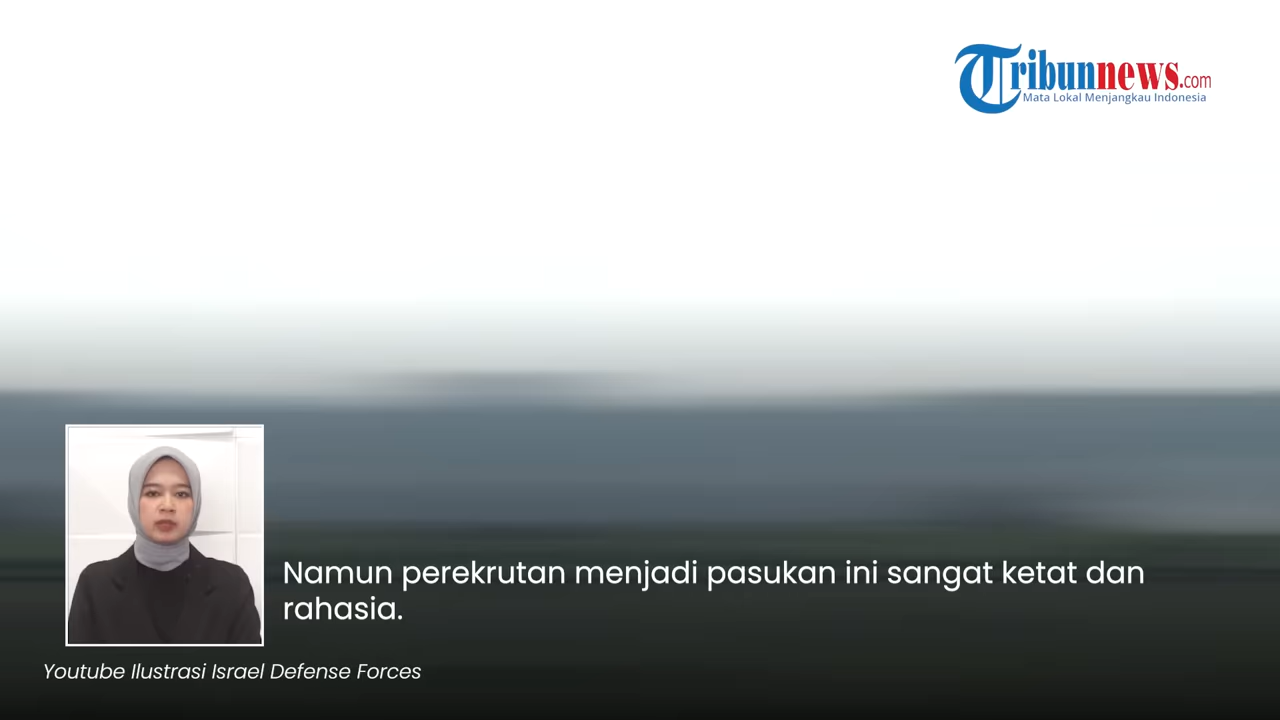 Tribunnews.com
Mata Lokal Menjangkau Indonesia
Namun perekrutan menjadi pasukan ini sangat ketat dan
rahasia.
Youtube Ilustrasi Israel Defense Forces